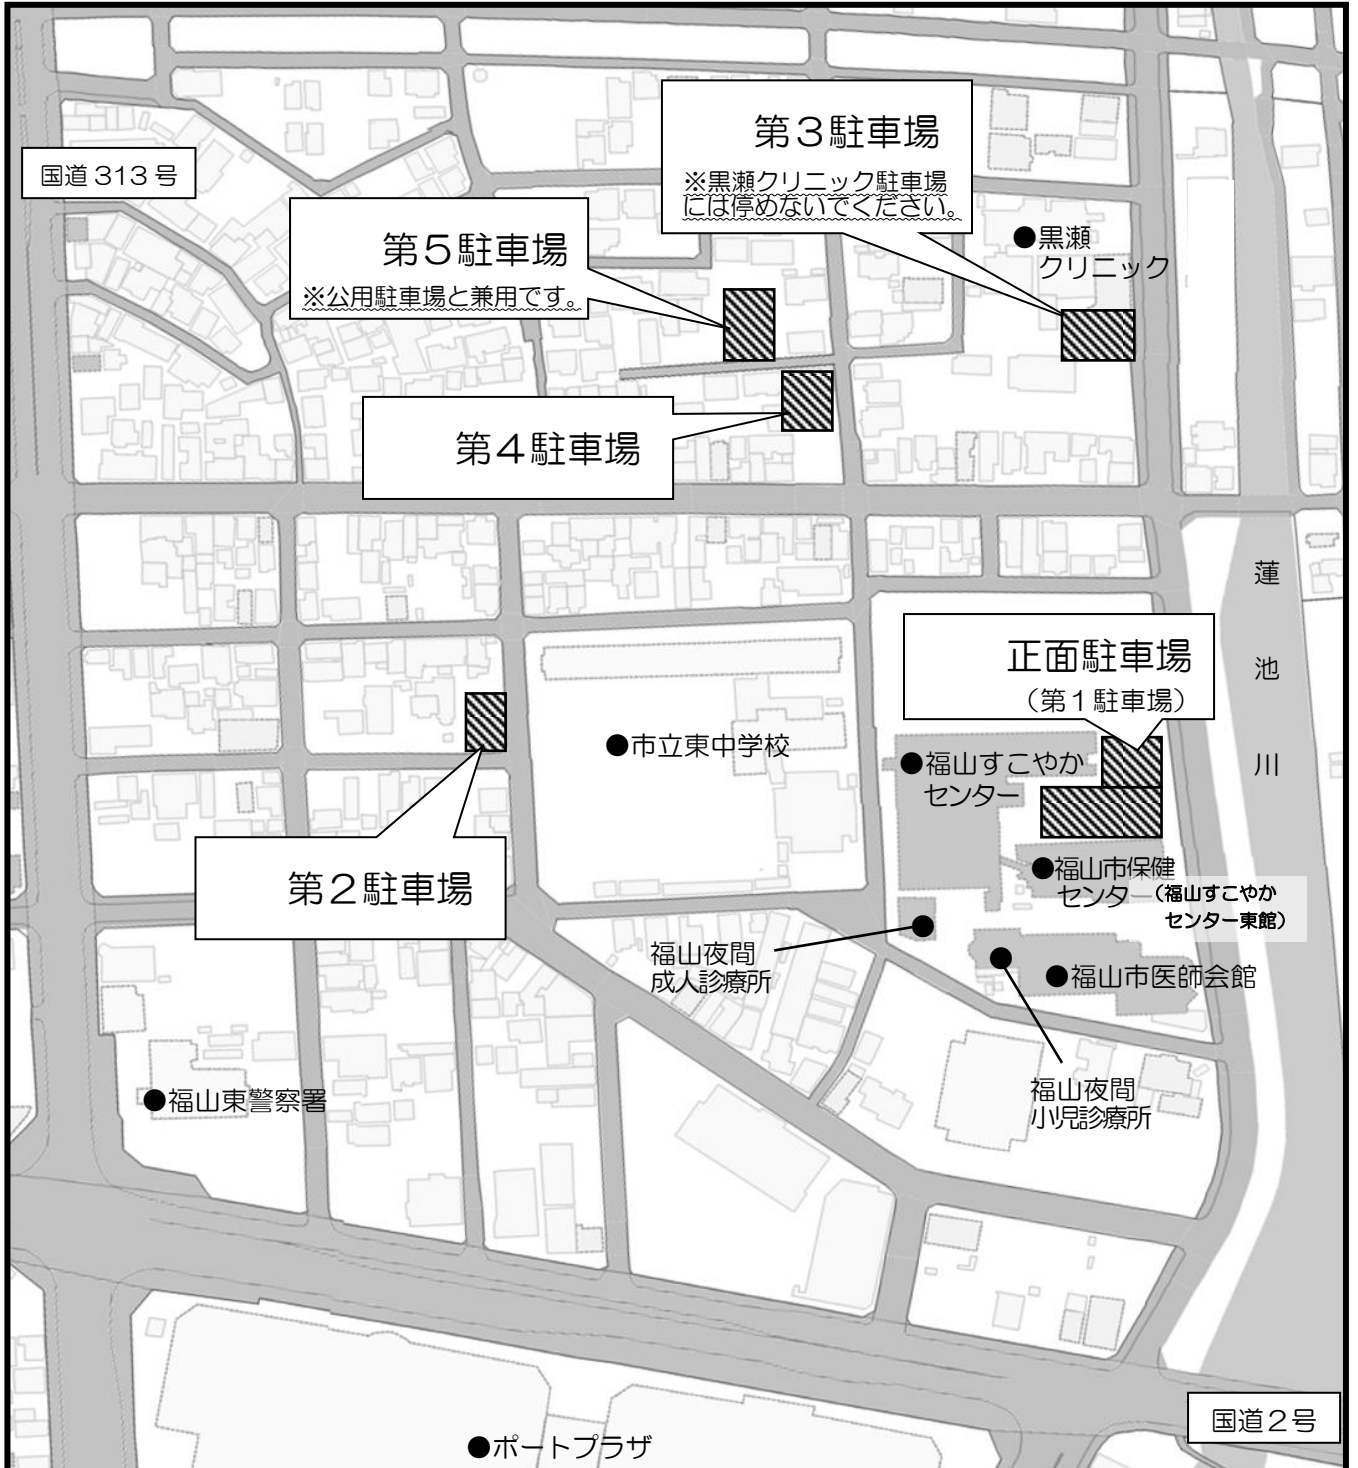 第3駐車場
※黒瀬クリニック駐車場
には停めないでください。
国道313号
第5駐車場
※公用駐車場と兼用です。
●黒瀬
クリニック
第4駐車場
蓮
池
川
正面駐車場
（第1駐車場）
●市立東中学校
●福山すこやか
センター
第2駐車場
●福山市保健
センター（福山すこやか
センター東館）
福山夜間
成人診療所
●福山市医師会館
福山夜間
小児診療所
●福山東警察署
国道2号
●ポートプラザ